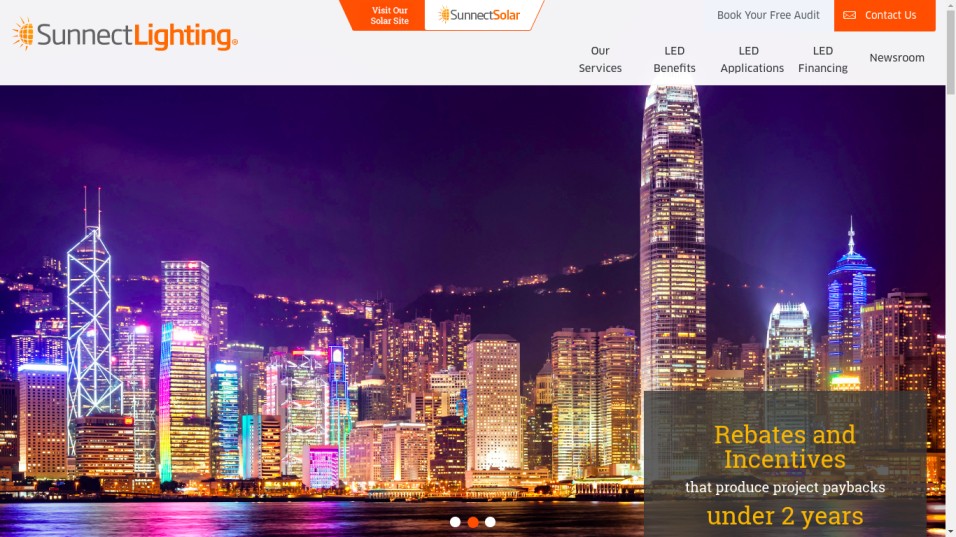 Visit Our
Solar Site
SunnectSolar
Book Your Free Audit
Contact Us
SunnectLighting®
Our
Services
LED
Benefits
LED
Applications
LED
Financing
Newsroom
Rebates and
Incentives
that produce project paybacks
under 2 years